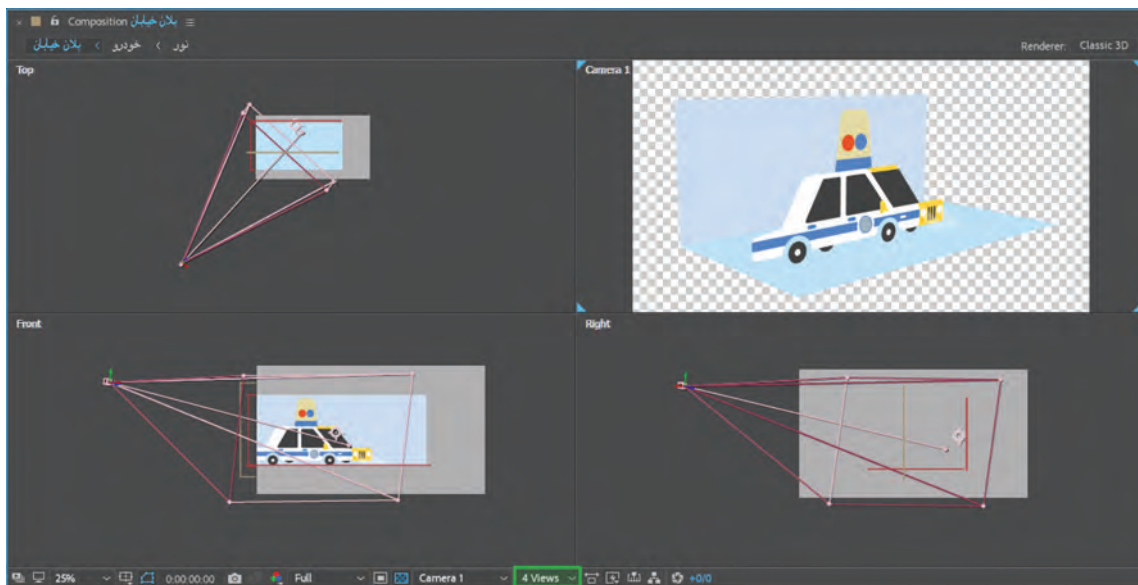 × Composition پلان خیابان ≡
پلان خیابان < خودرو < نور
Renderer: Classic 3D
Top
Camera 1
Front
Right
25%
0:00:00:00
Full
Camera 1
4 Views
+0/0